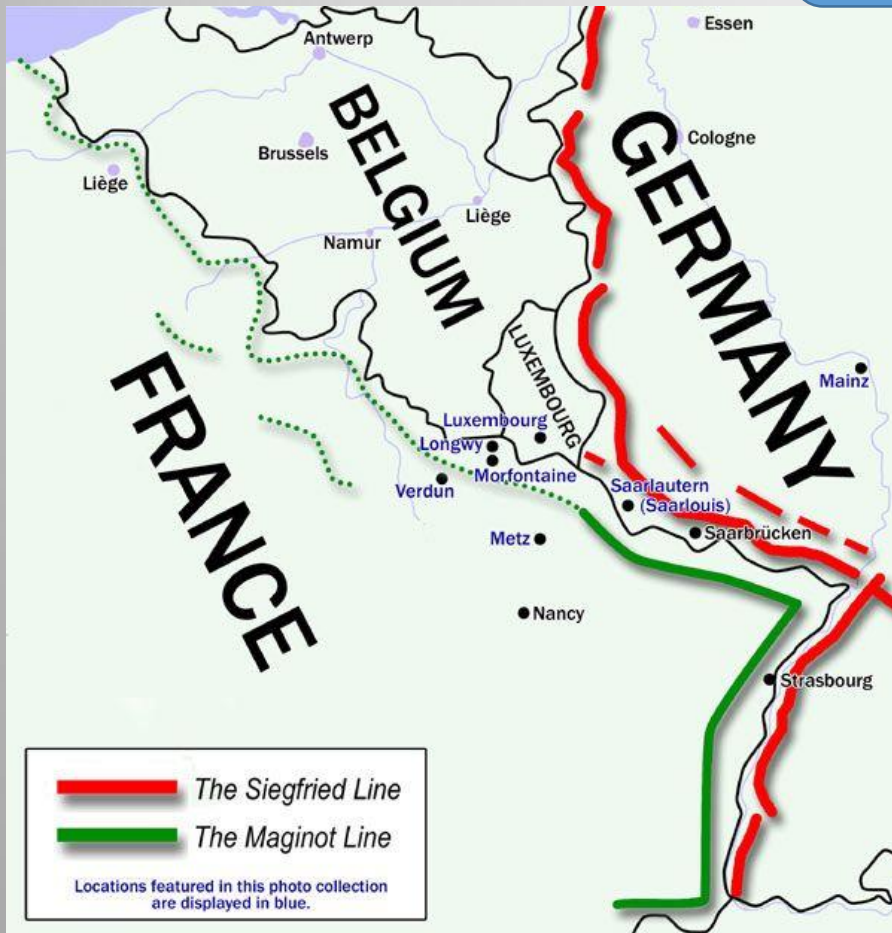 Essen
Antwerp
BELGIUM
GERMANY
Cologne
Brussels
Liège
Liège
Namur
LUXEMBOURG
FRANCE
Mainz
Luxembourg
Longwy
Morfontaine
Verdun
Saarlautern
(Saarlouis)
Saarbrücken
Metz
Nancy
Strasbourg
The Siegfried Line
The Maginot Line
Locations featured in this photo collection
are displayed in blue.